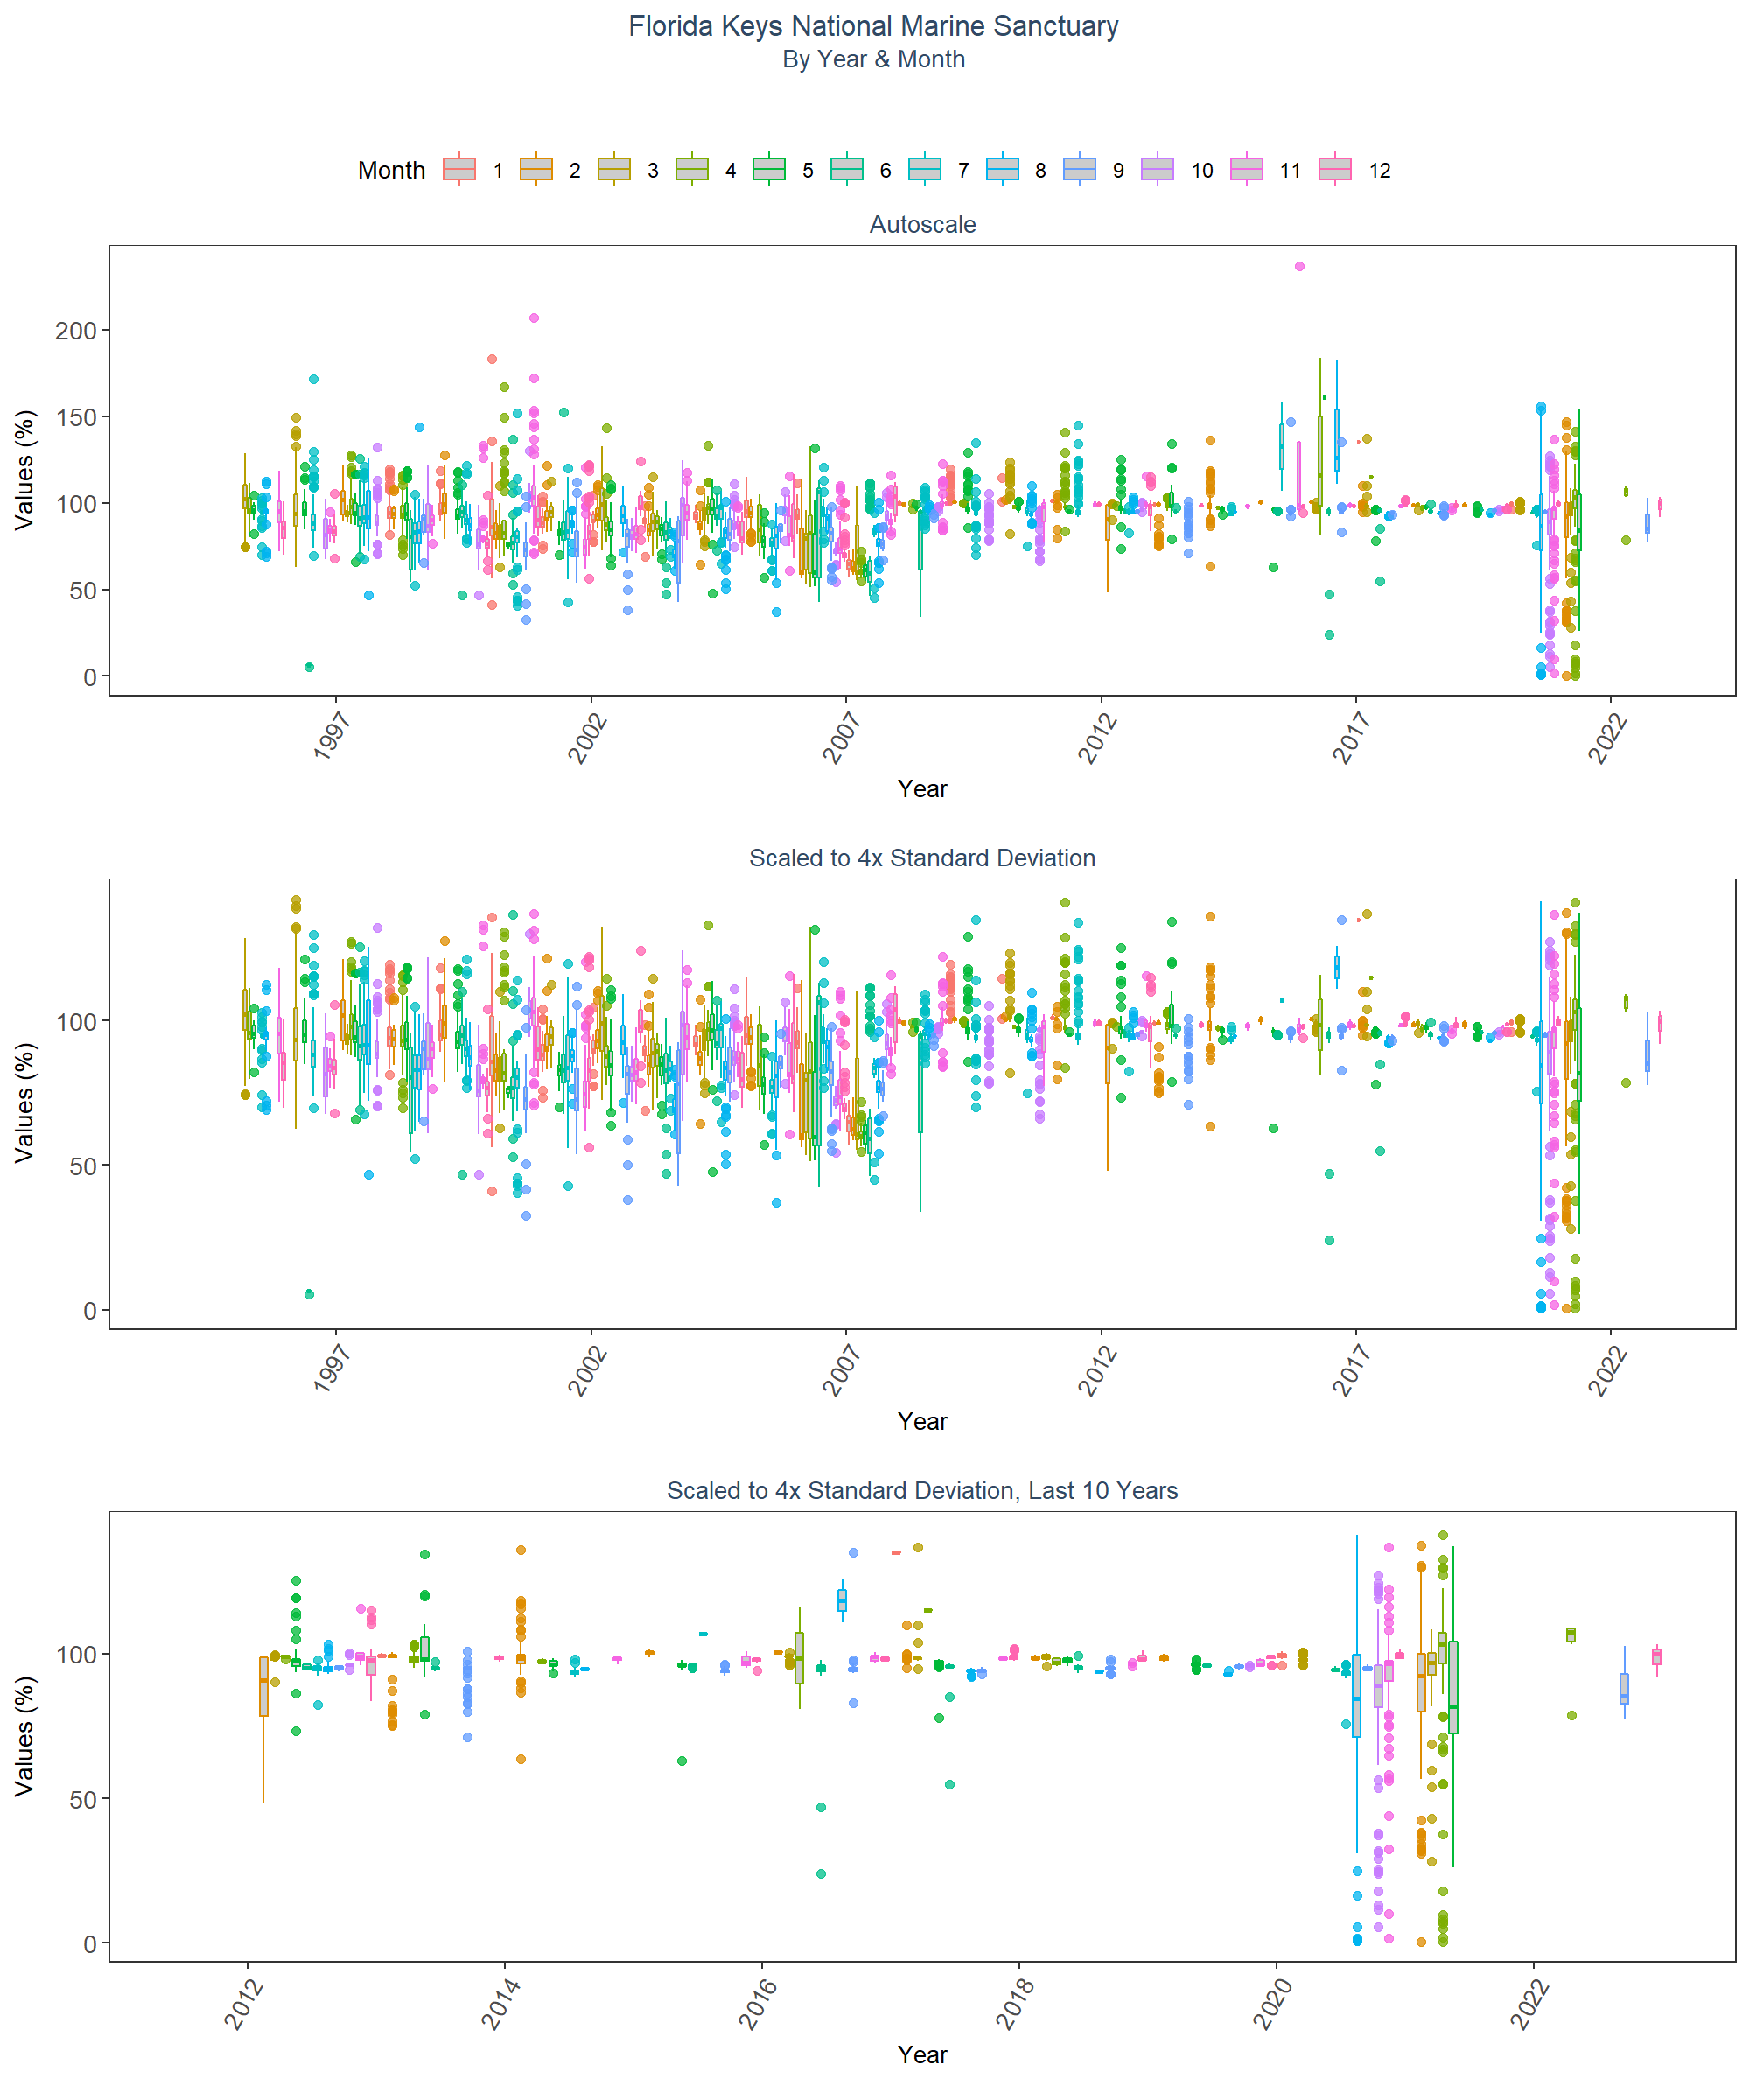 Florida Keys National Marine Sanctuary
By Year & Month
Month 1 2 3 4 5 6 7 8 9 10 11 12
Autoscale
Values (%)
200
150
100
50
0
1997 2002 2007 2012 2017 2022
Year
Scaled to 4x Standard Deviation
Values (%)
100
50
0
1997 2002 2007 2012 2017 2022
Year
Scaled to 4x Standard Deviation, Last 10 Years
Values (%)
100
50
0
2012 2014 2016 2018 2020 2022
Year